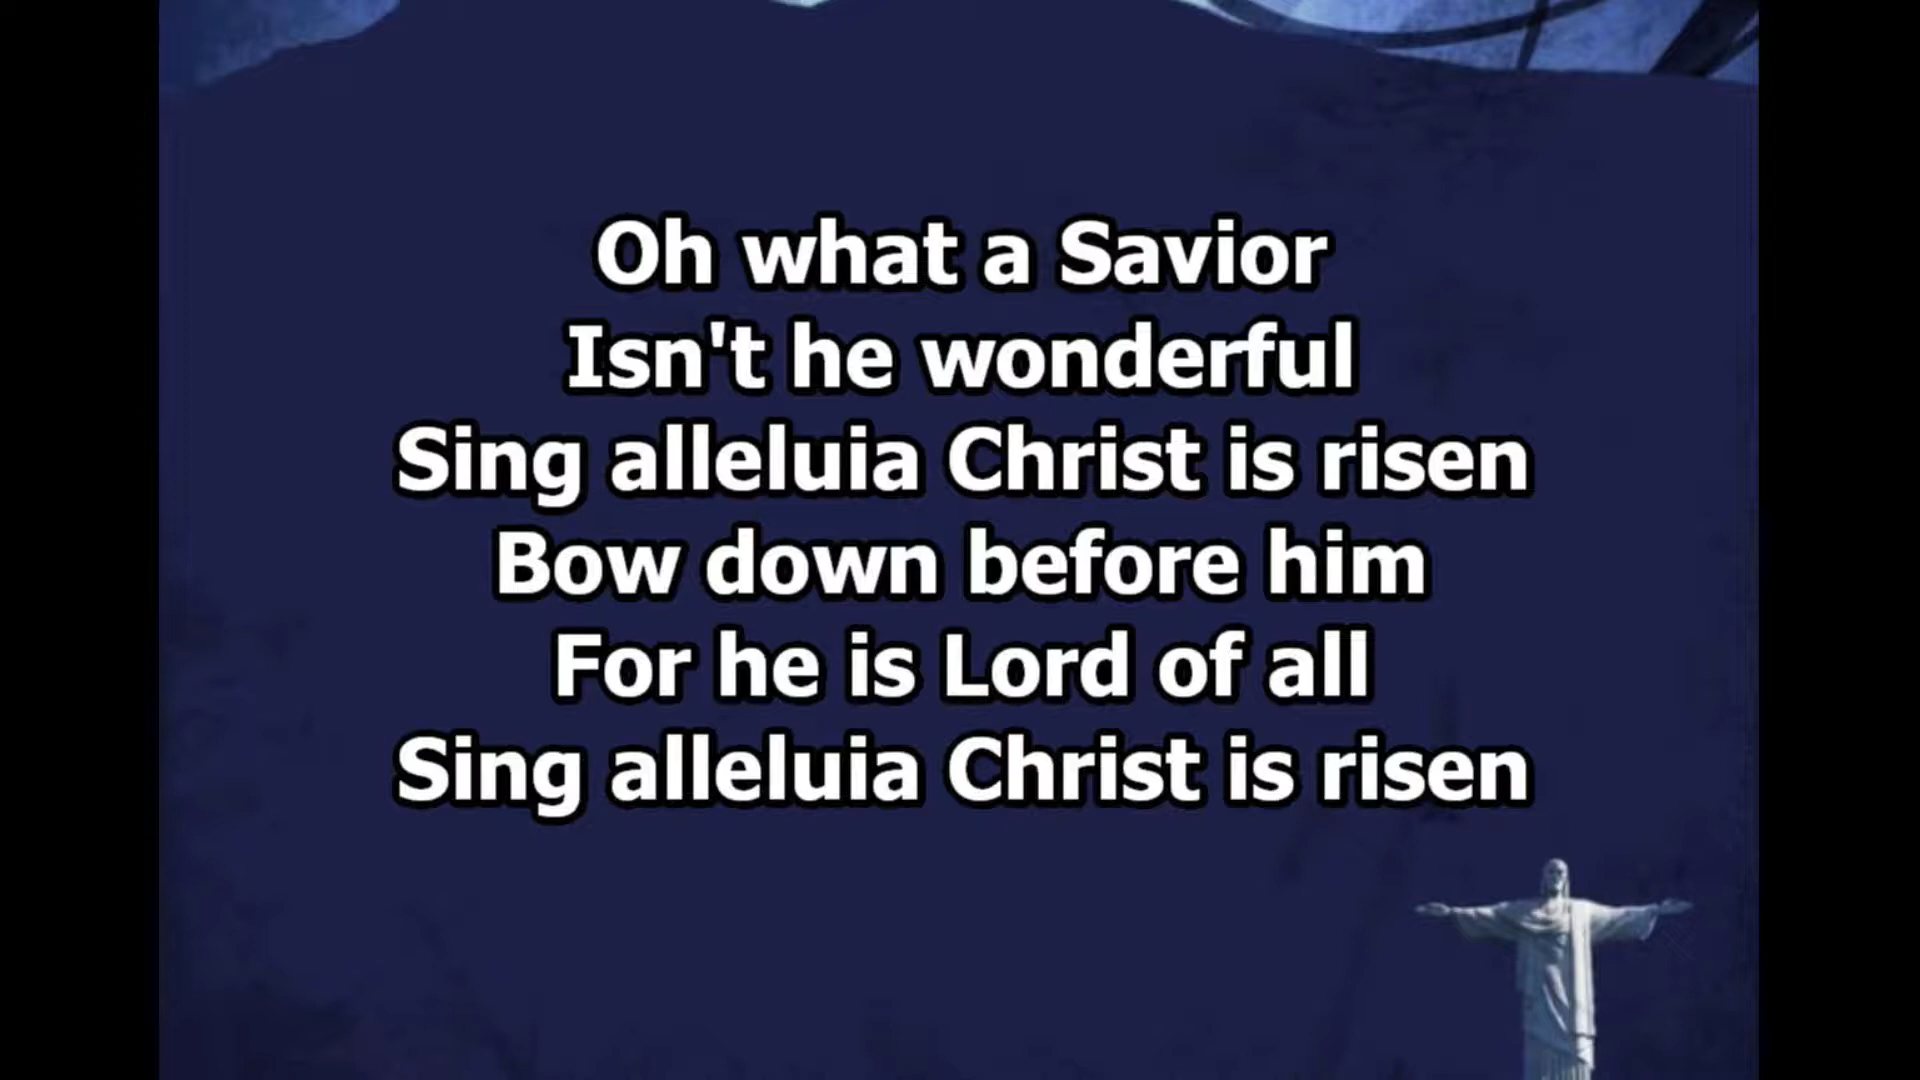 Oh what a Savior
Isn't he wonderful
Sing alleluia Christ is risen
Bow down before him
For he is Lord of all
Sing alleluia Christ is risen